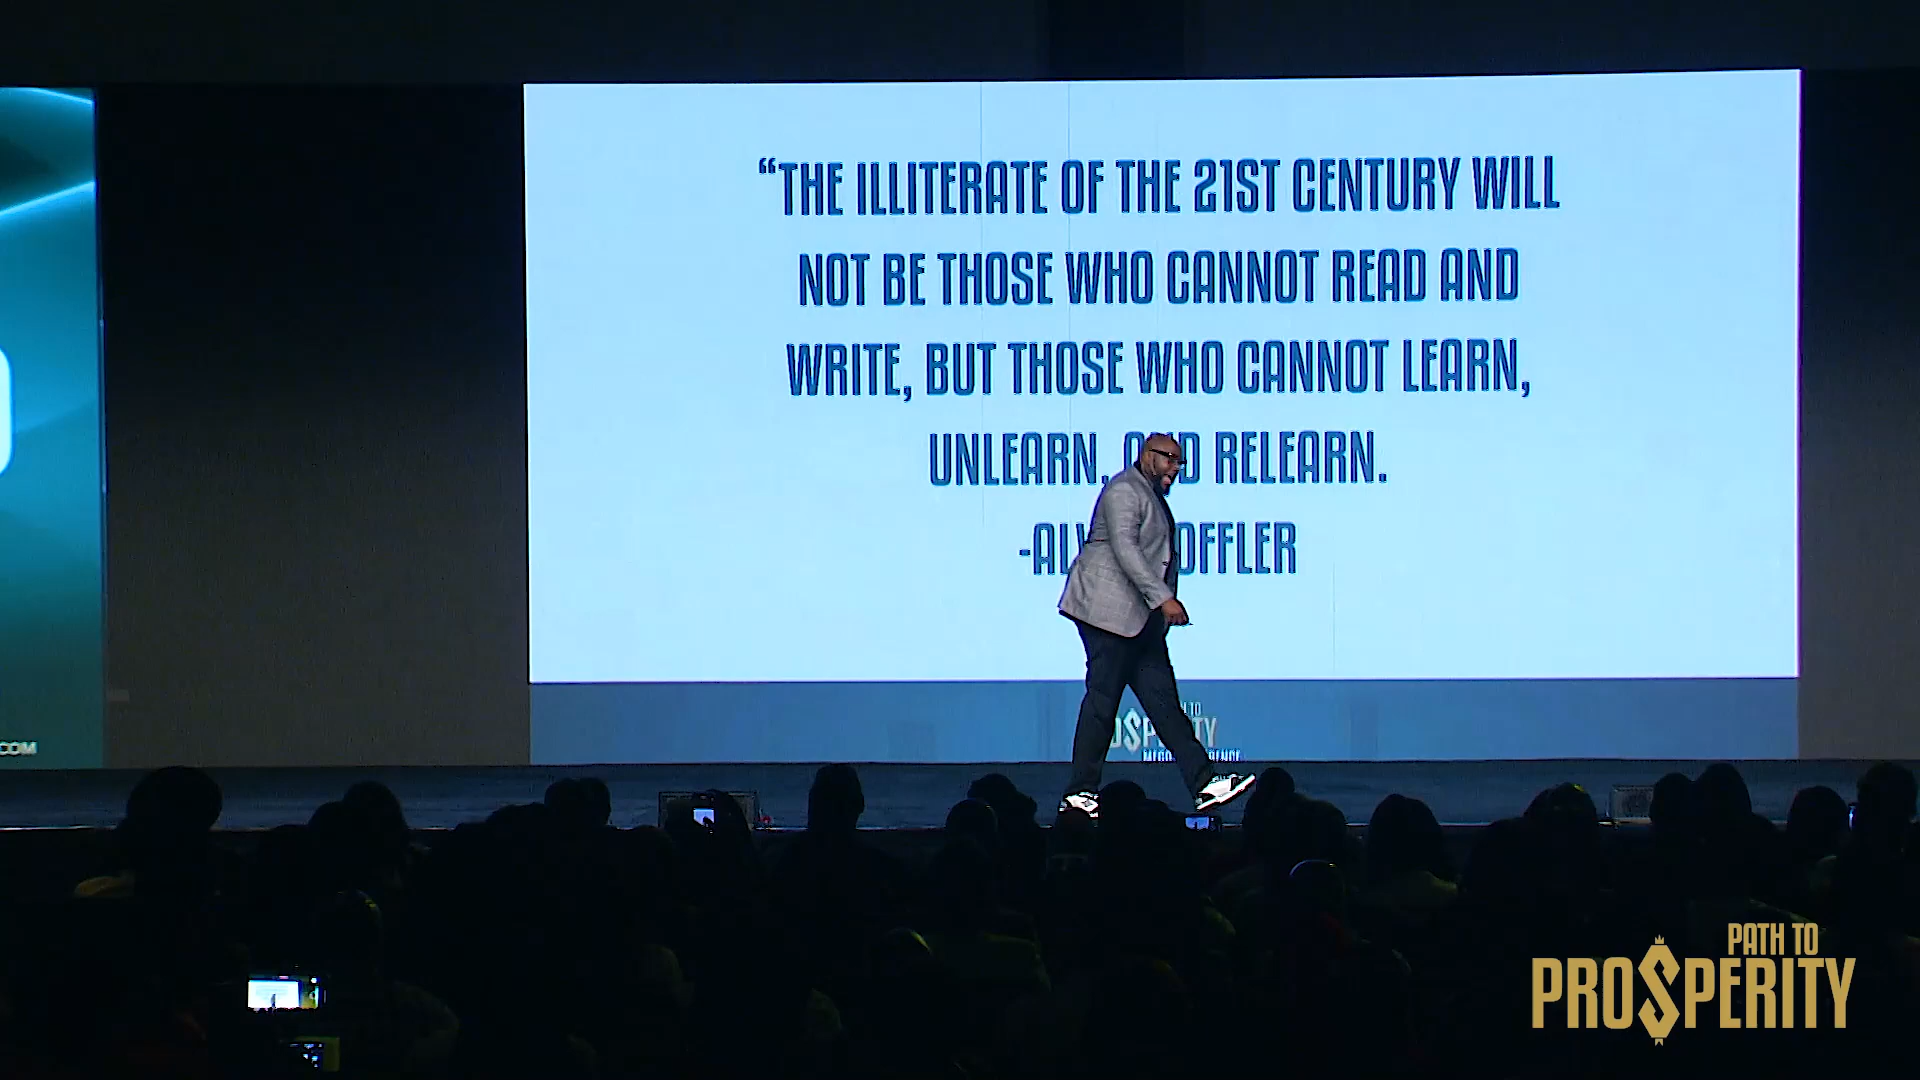 “THE ILLITERATE OF THE 21ST CENTURY WILL
NOT BE THOSE WHO CANNOT READ AND
WRITE, BUT THOSE WHO CANNOT LEARN,
UNLEARN, RELEARN.
.COM
PATH TO
PRO$PERITY